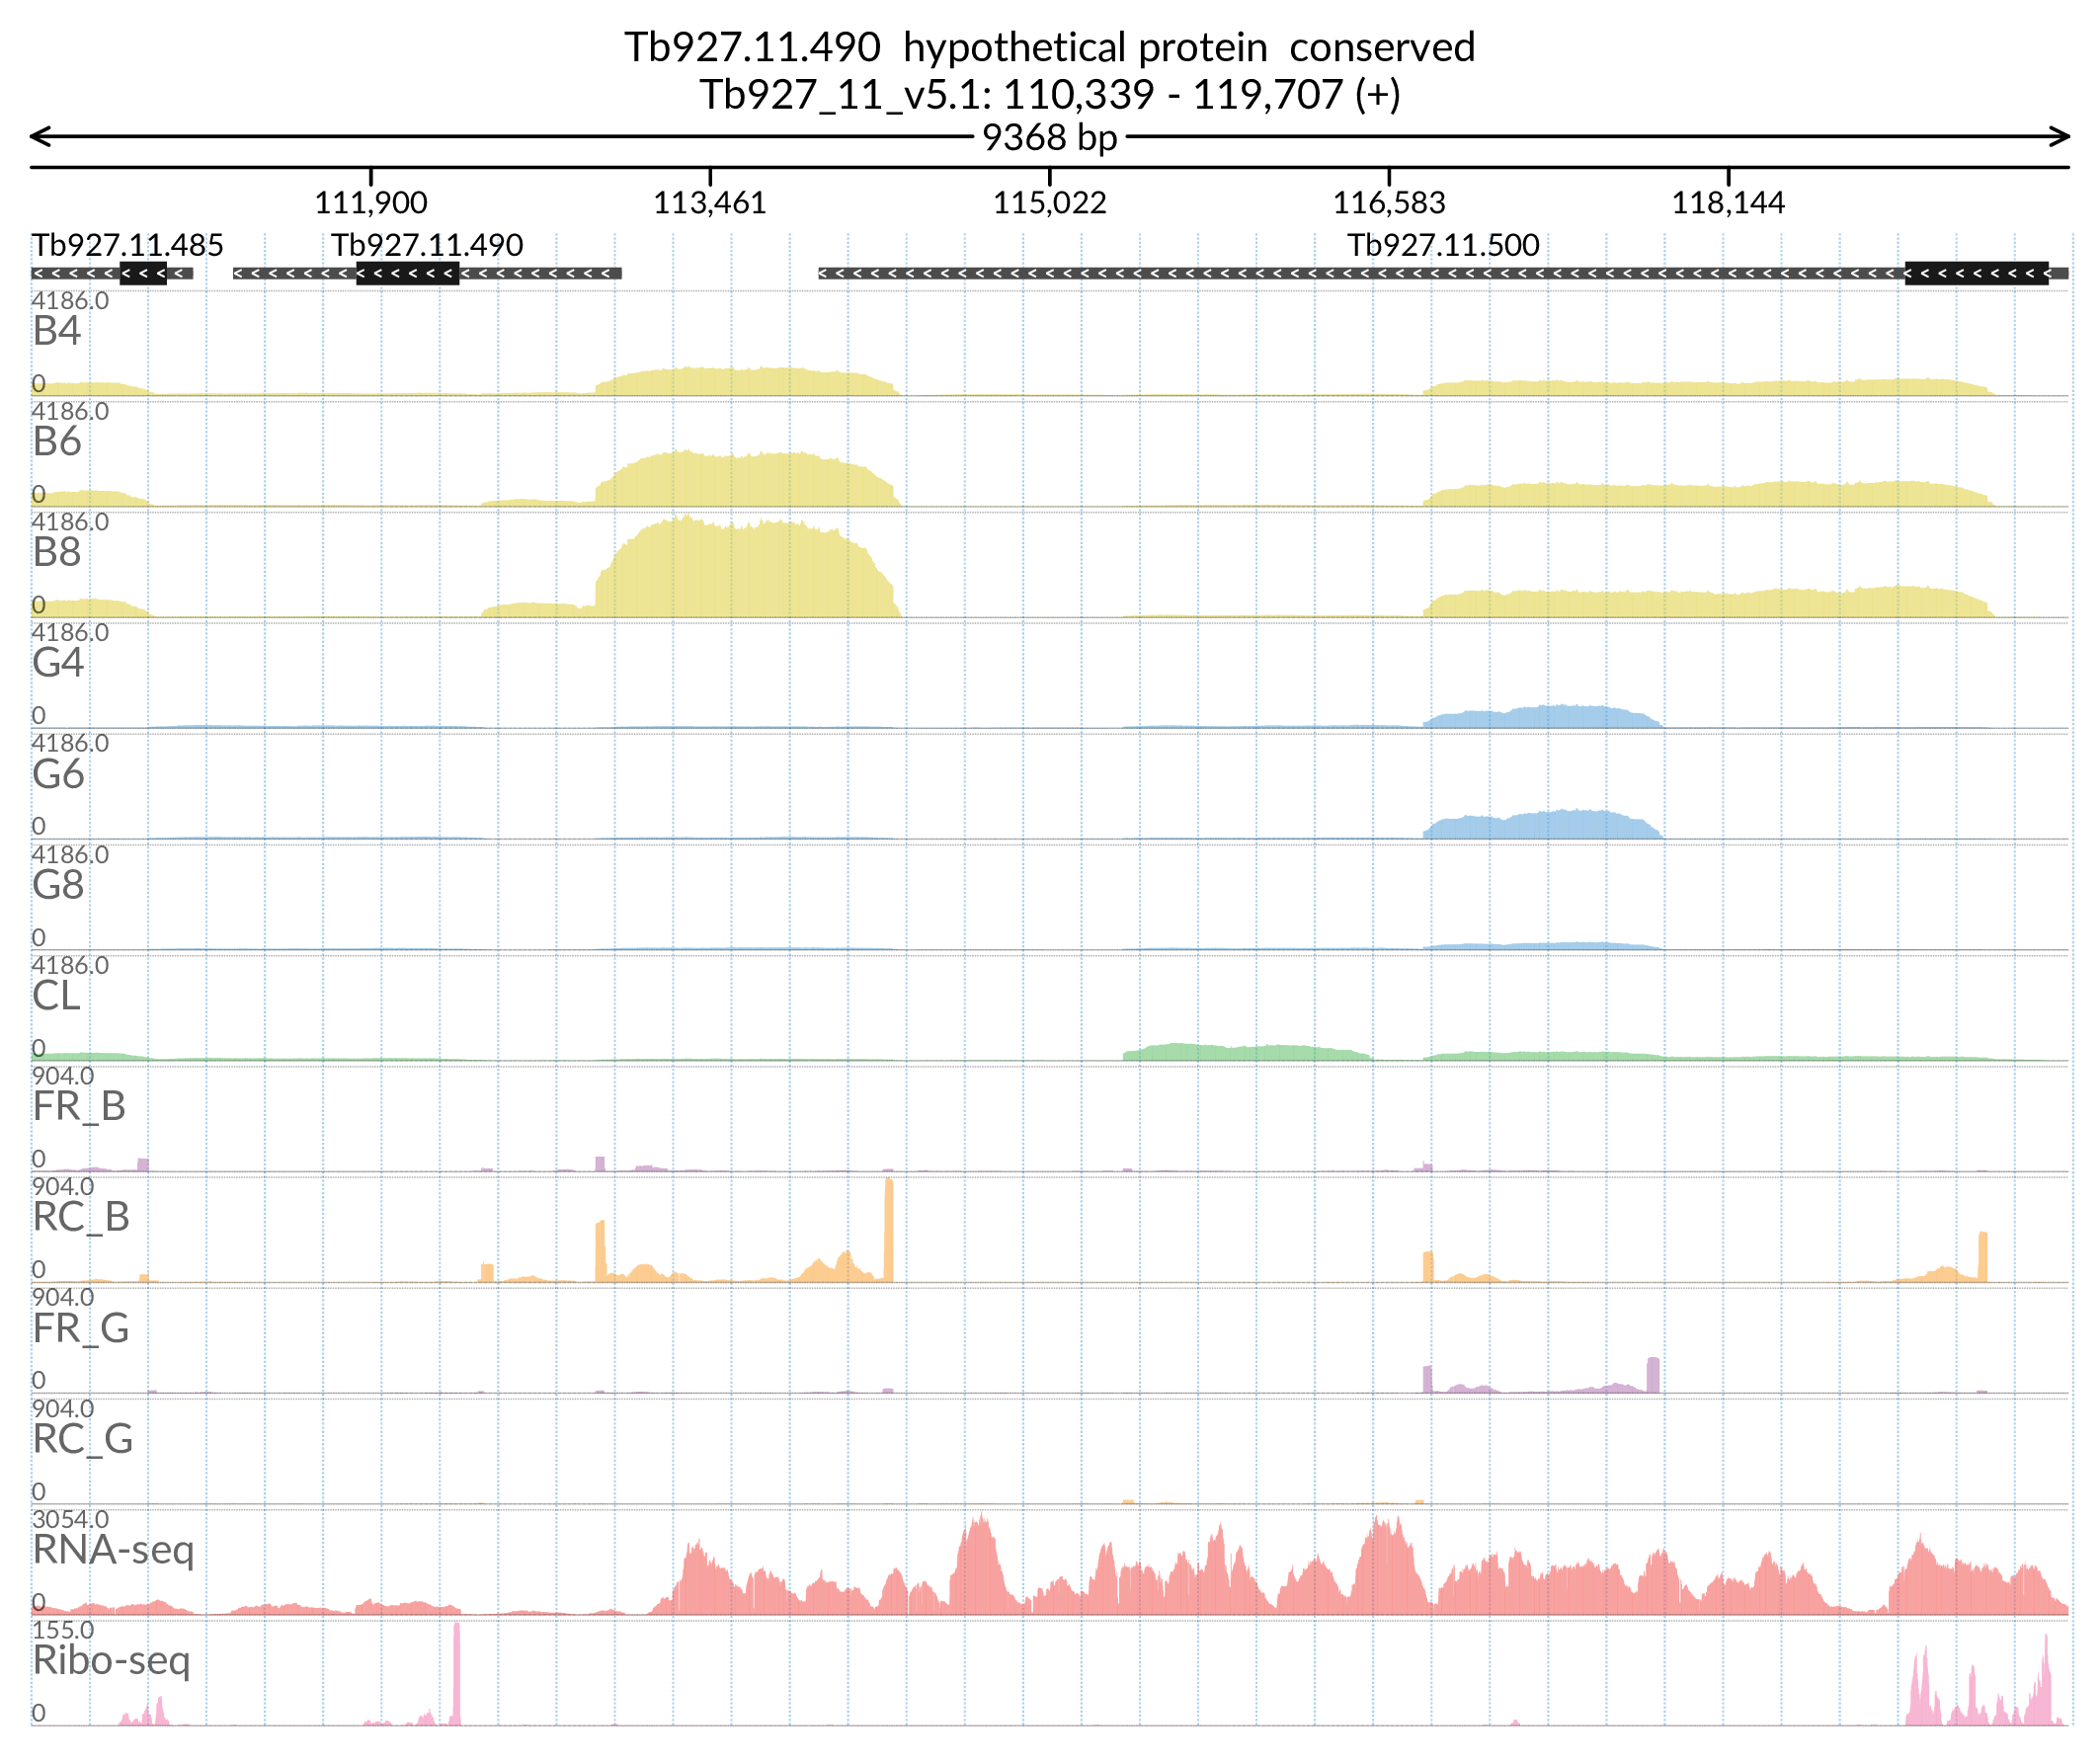 Tb927.11.490  hypothetical protein  conserved
Tb927_11_v5.1: 110,339 - 119,707 (+)
9368 bp
111,900 113,461 115,022 116,583 118,144
Tb927.11.485 Tb927.11.490 Tb927.11.500
4186.0
B4
0
4186.0
B6
0
4186.0
B8
0
4186.0
G4
0
4186.0
G6
0
4186.0
G8
0
4186.0
CL
0
904.0
FR_B
0
904.0
RC_B
0
904.0
FR_G
0
904.0
RC_G
0
3054.0
RNA-seq
0
155.0
Ribo-seq
0